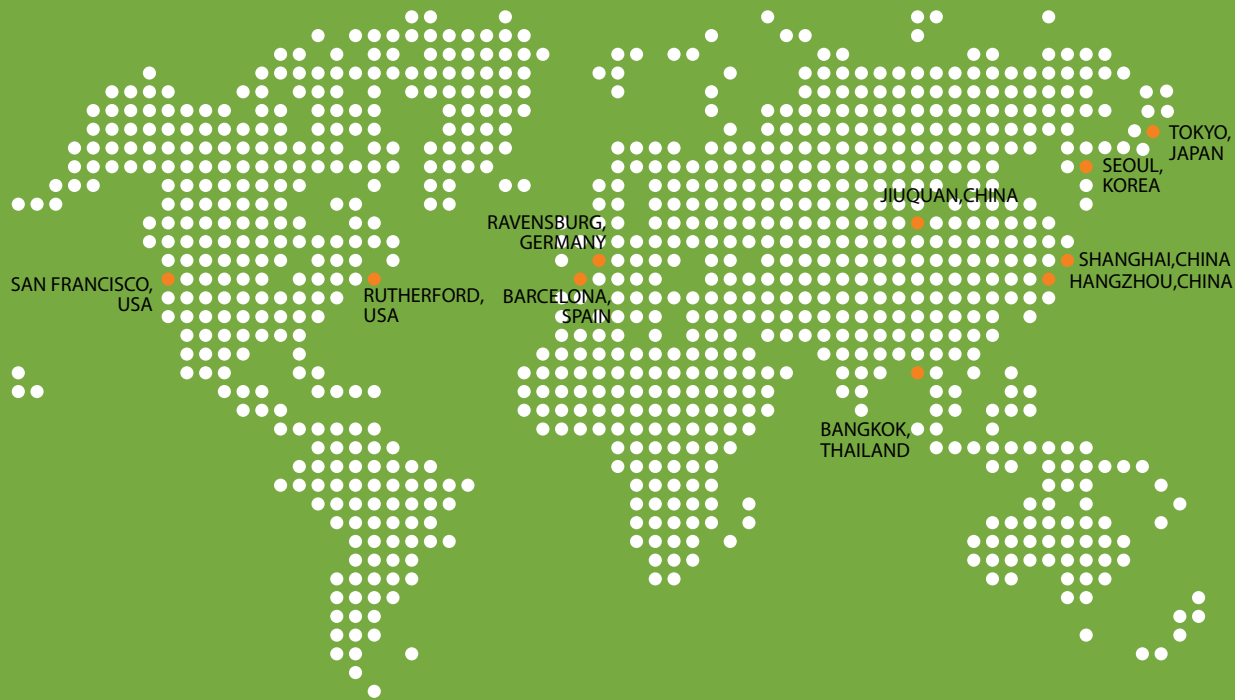 TOKYO,
JAPAN
SEOUL,
KOREA
JIUQUAN,CHINA
RAVENSBURG,
GERMANY
SHANGHAI,CHINA
HANGZHOU,CHINA
SAN FRANCISCO,
USA
RUTHERFORD,
USA
BARCELONA,
SPAIN
BANGKOK,
THAILAND